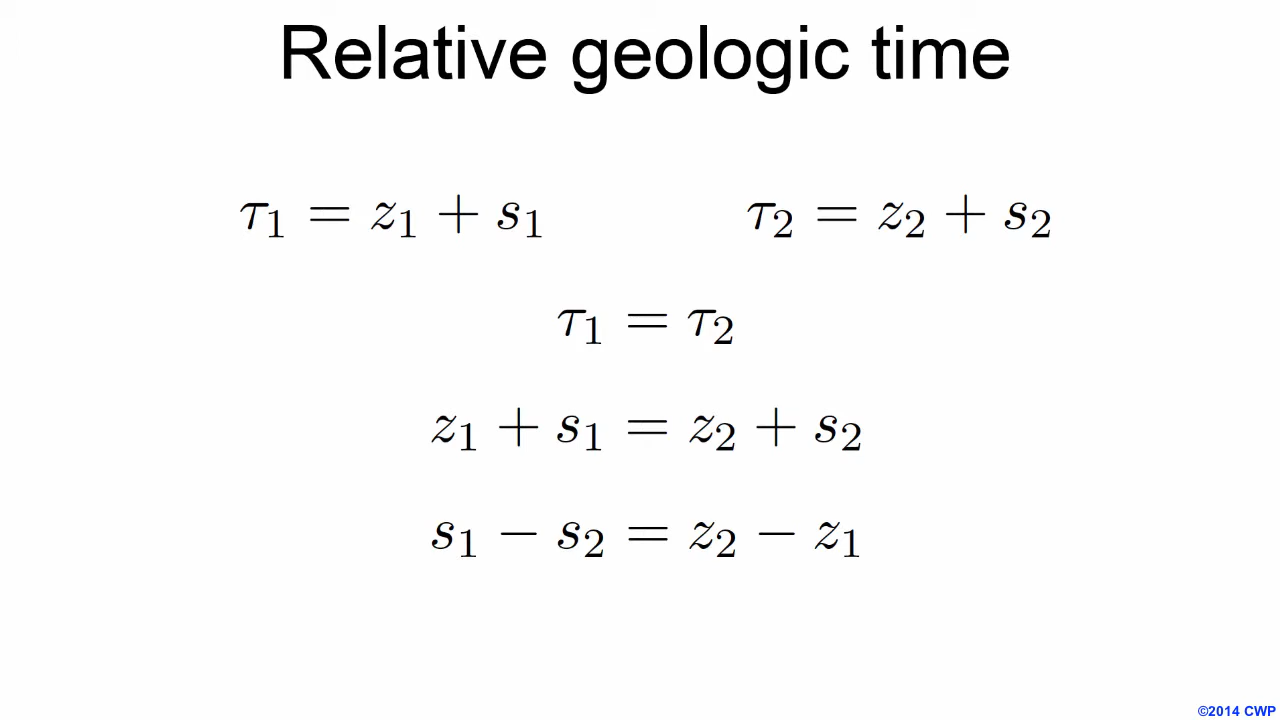 Relative geologic time
τ₁ = z₁ + s₁ τ₂ = z₂ + s₂
τ₁ = τ₂
z₁ + s₁ = z₂ + s₂
s₁ − s₂ = z₂ − z₁
©2014 CWP